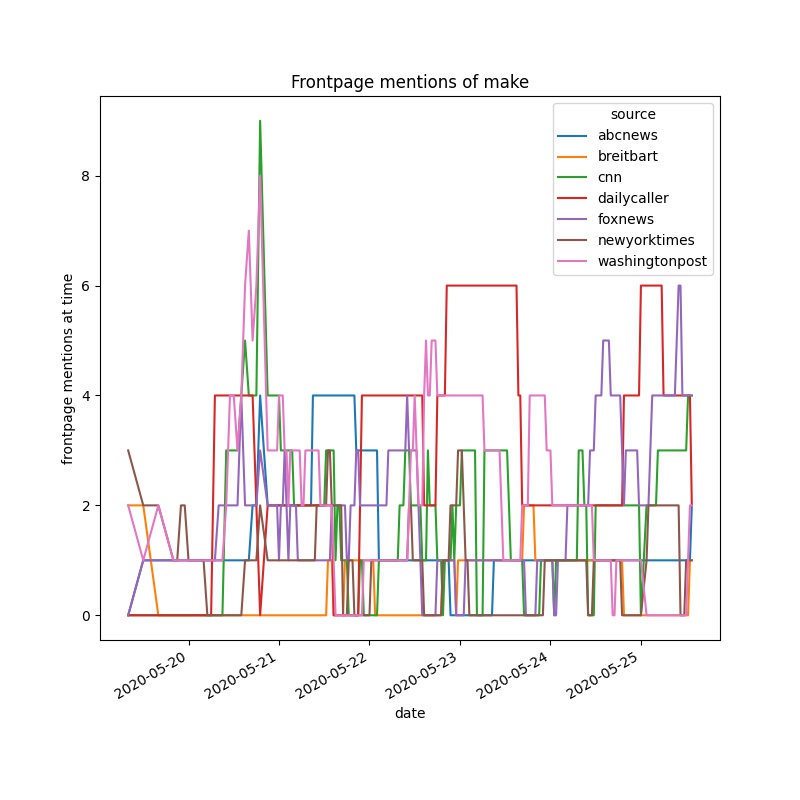 Frontpage mentions of make
source
abcnews
breitbart
cnn
dailycaller
foxnews
newyorktimes
washingtonpost
frontpage mentions at time
8
6
4
2
0
2020-05-20
2020-05-21
2020-05-22
2020-05-23
2020-05-24
2020-05-25
date